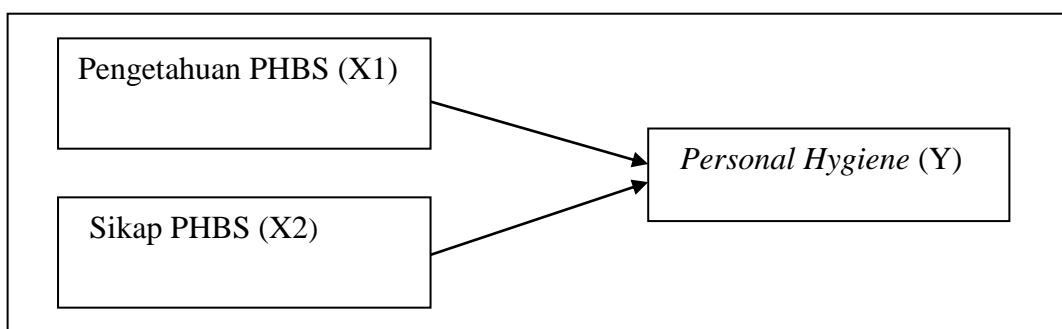 Pengetahuan PHBS (X1)
Personal Hygiene (Y)
Sikap PHBS (X2)